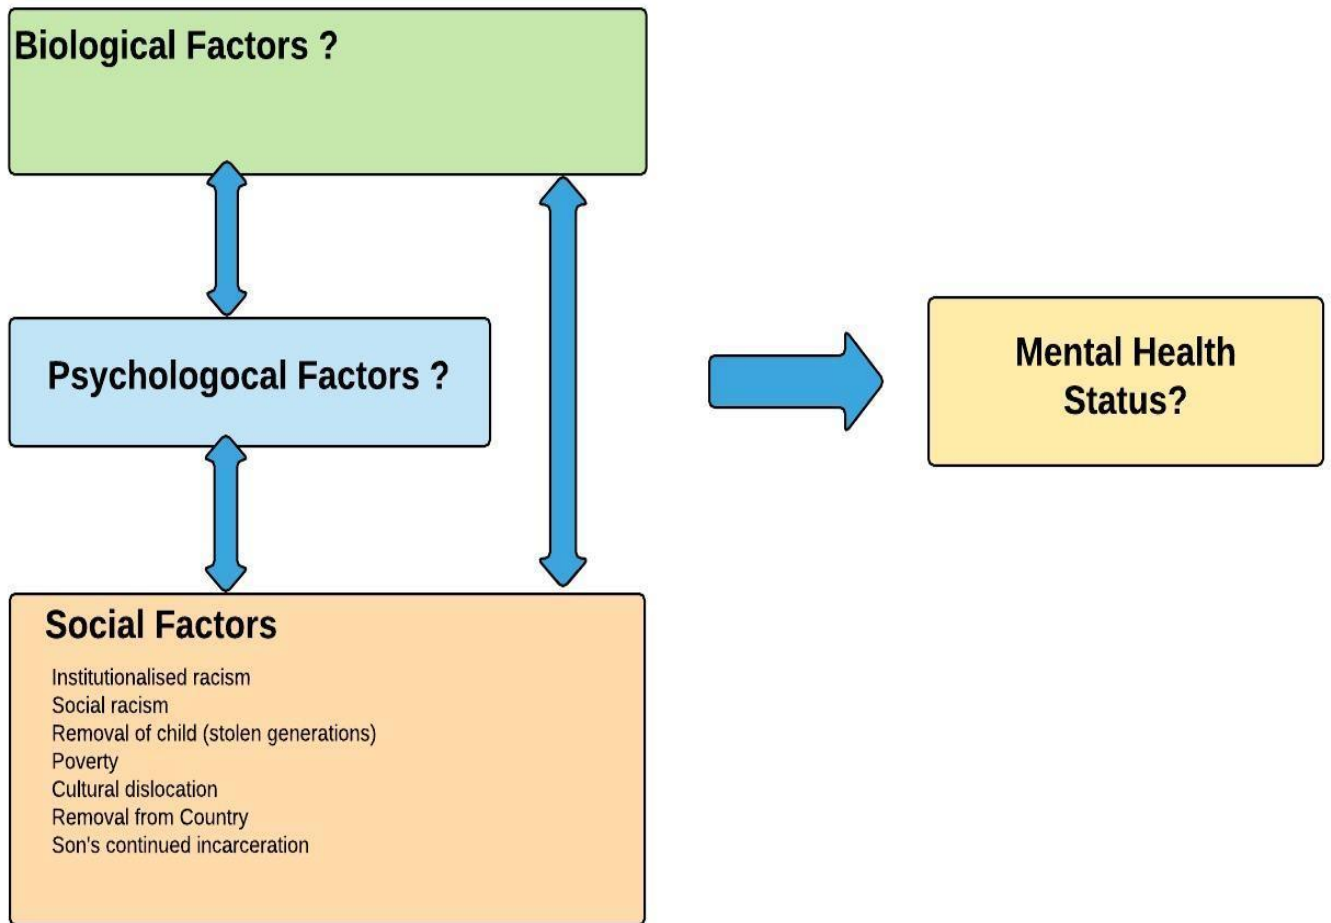 Biological Factors ?
Psychologocal Factors ?
Mental Health
Status?
Social Factors
Institutionalised racism
Social racism
Removal of child (stolen generations)
Poverty
Cultural dislocation
Removal from Country
Son's continued incarceration